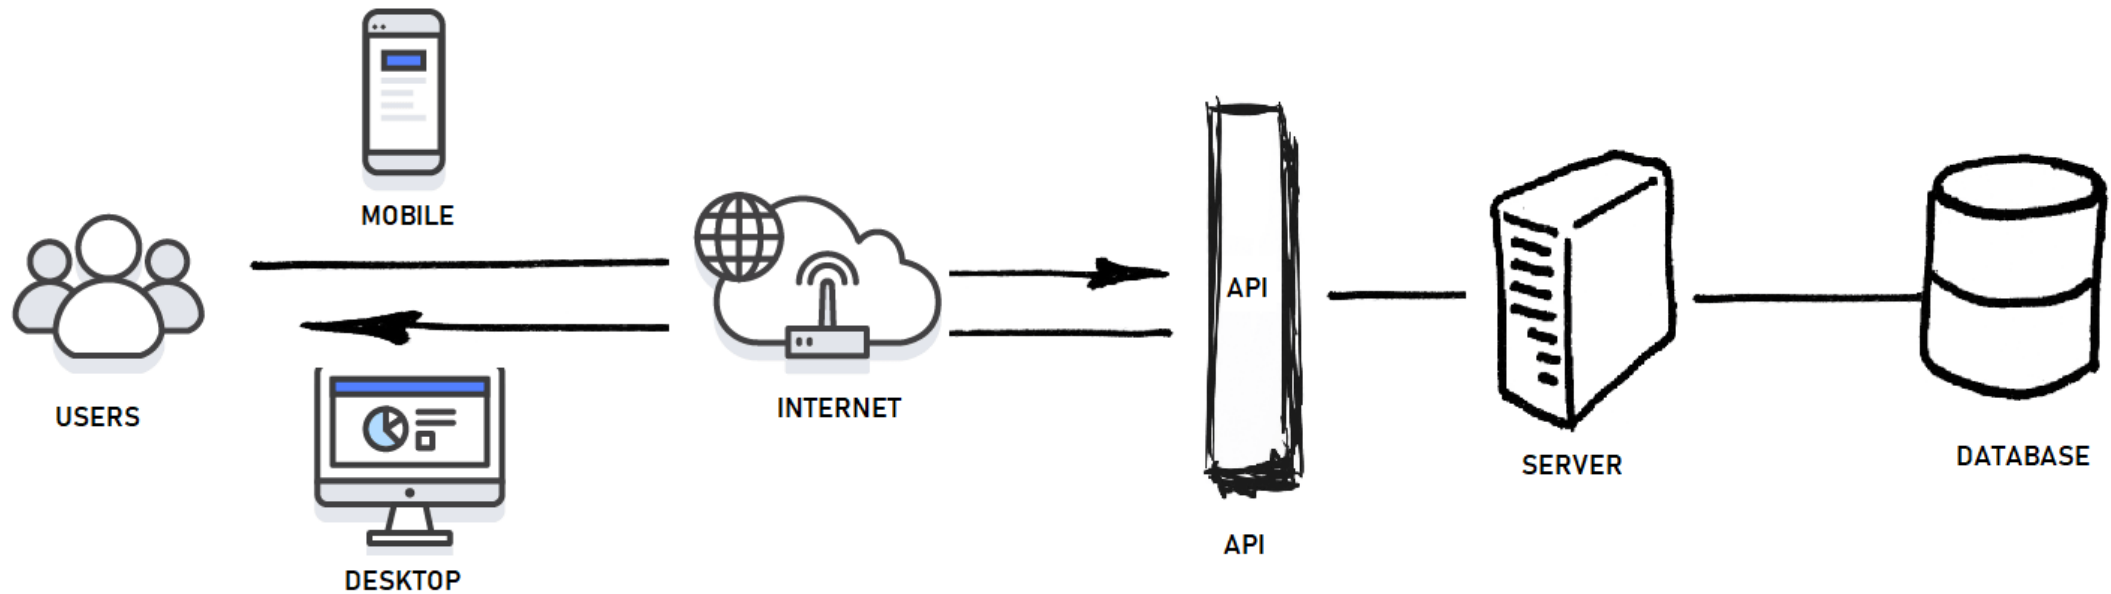 MOBILE
USERS
DESKTOP
INTERNET
API
API
SERVER
DATABASE